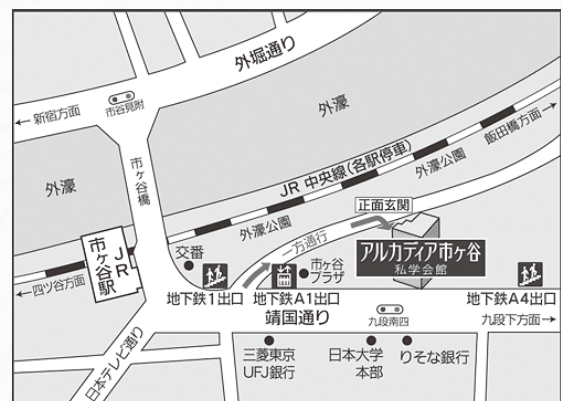 外堀通り
← 新宿方面
市谷見附
外濠
飯田橋方面 →
JR 中央線(各駅停車)
外濠公園
市ヶ谷橋
外濠
正面玄関
外濠公園
一方通行
アルカディア市ヶ谷
私学会館
交番
市ヶ谷
プラザ
JR
市ヶ谷駅
←四ツ谷方面
地下鉄1出口
地下鉄A1出口
地下鉄A4出口
靖国通り
九段南四
九段下方面→
日本テレビ通り
三菱東京
UFJ銀行
日本大学
本部
りそな銀行